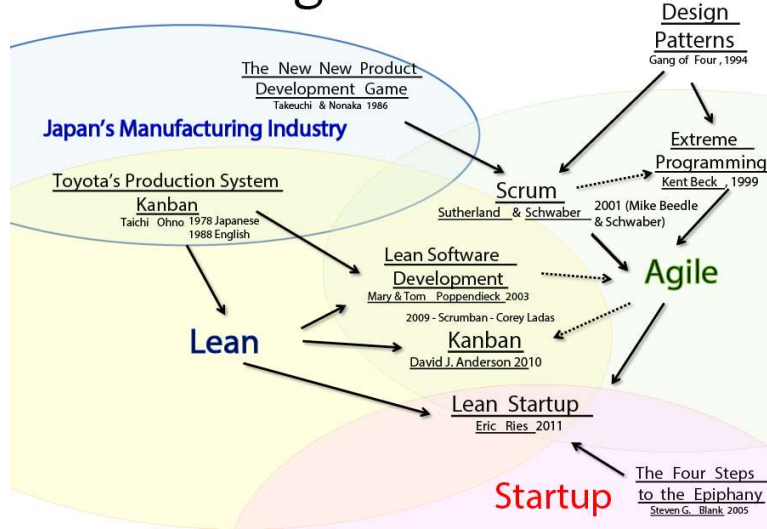 Design
Patterns
Gang of Four , 1994
The New New Product
Development Game
Takeuchi & Nonaka 1986
Japan's Manufacturing Industry
Extreme
Programming
Kent Beck , 1999
Toyota's Production System
Kanban
Taichi Ohno 1978 Japanese
1988 English
Scrum
Sutherland & Schwaber
2001 (Mike Beedle
& Schwaber)
Lean Software
Development
Mary & Tom Poppendieck 2003
Agile
2009 - Scrumban - Corey Ladas
Lean
Kanban
David J. Anderson 2010
Lean Startup
Eric Ries 2011
Startup
The Four Steps
to the Epiphany
Steven G. Blank 2005